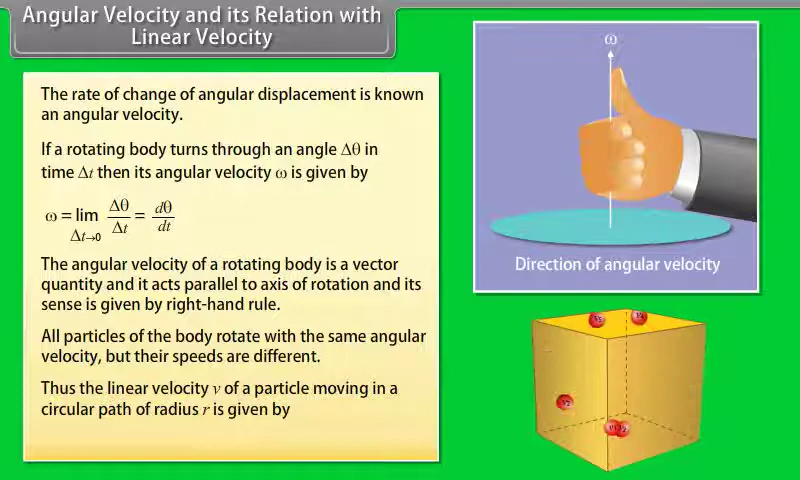 Angular Velocity and its Relation with
Linear Velocity
The rate of change of angular displacement is known
an angular velocity.
If a rotating body turns through an angle Δθ in
time Δt then its angular velocity ω is given by
ω = lim Δθ/Δt = dθ/dt
Δt→0
The angular velocity of a rotating body is a vector
quantity and it acts parallel to axis of rotation and its
sense is given by right-hand rule.
All particles of the body rotate with the same angular
velocity, but their speeds are different.
Thus the linear velocity v of a particle moving in a
circular path of radius r is given by
ω
Direction of angular velocity